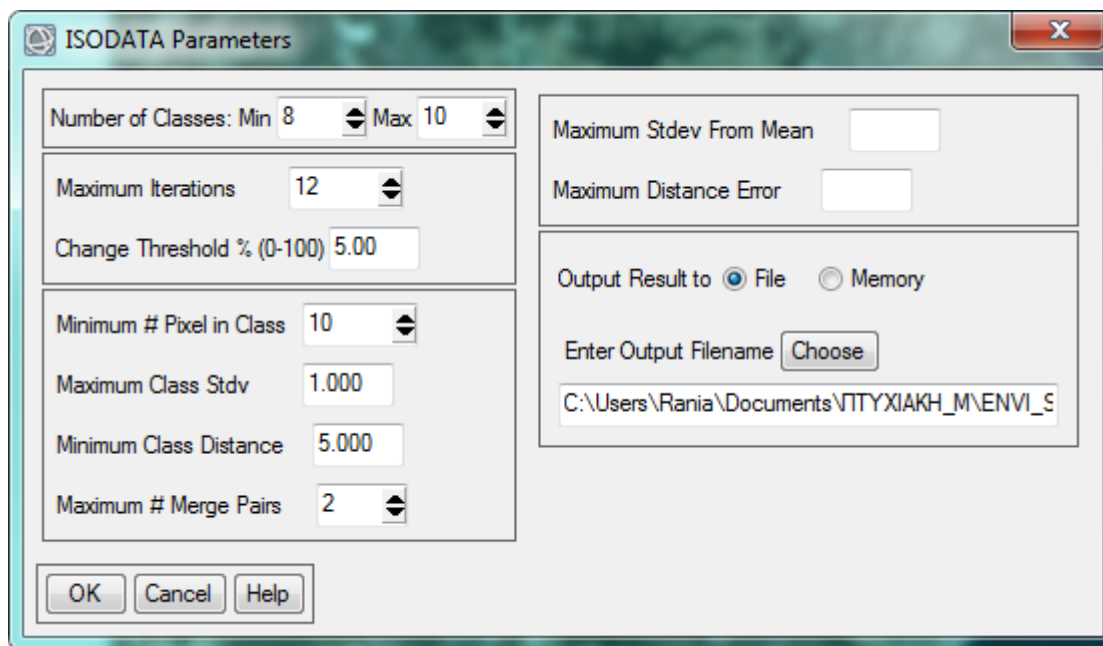 ISODATA Parameters
Number of Classes: Min 8 Max 10
Maximum Iterations 12
Change Threshold % (0-100) 5.00
Minimum # Pixel in Class 10
Maximum Class Stdv 1.000
Minimum Class Distance 5.000
Maximum # Merge Pairs 2
OK Cancel Help
Maximum Stdev From Mean
Maximum Distance Error
Output Result to File Memory
Enter Output Filename Choose
C:\Users\Rania\Documents\ΠΤΥΧΙΑΚΗ_Μ\ENVI_S